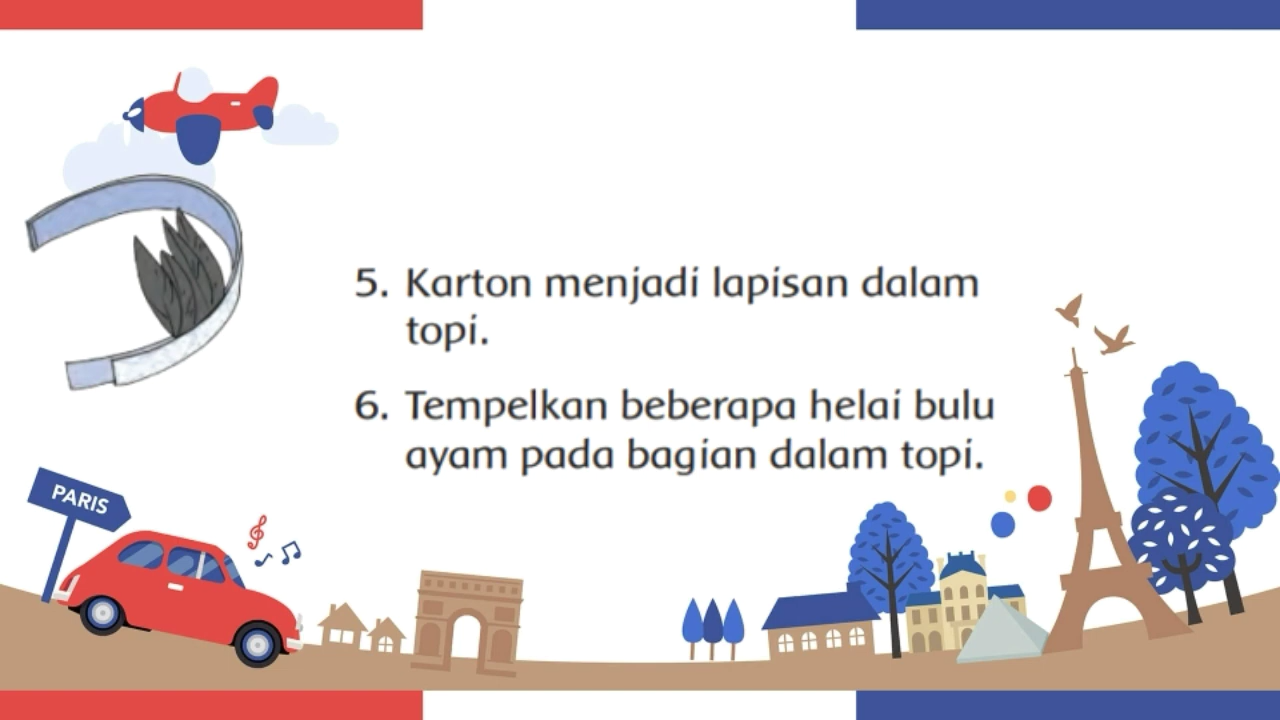 5. Karton menjadi lapisan dalam
topi.
6. Tempelkan beberapa helai bulu
ayam pada bagian dalam topi.
PARIS